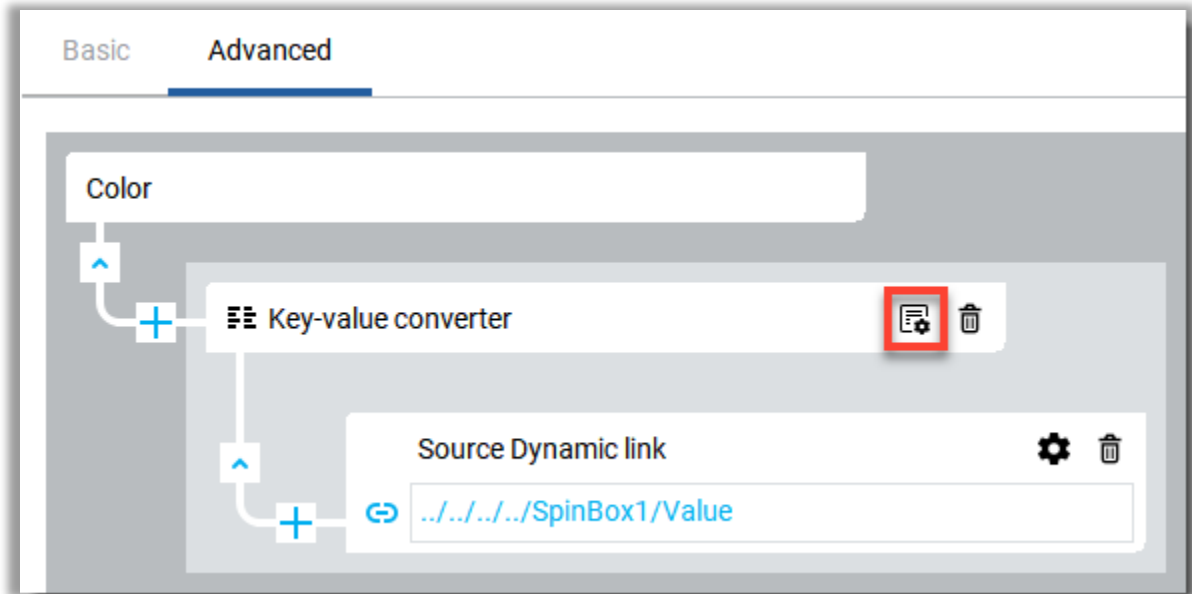 Basic
Advanced
Color
Key-value converter
Source Dynamic link
../../../../SpinBox1/Value